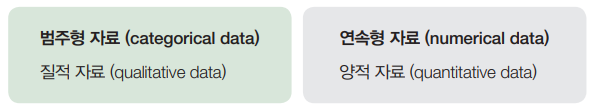 범주형 자료 (categorical data)
질적 자료 (qualitative data)
연속형 자료 (numerical data)
양적 자료 (quantitative data)